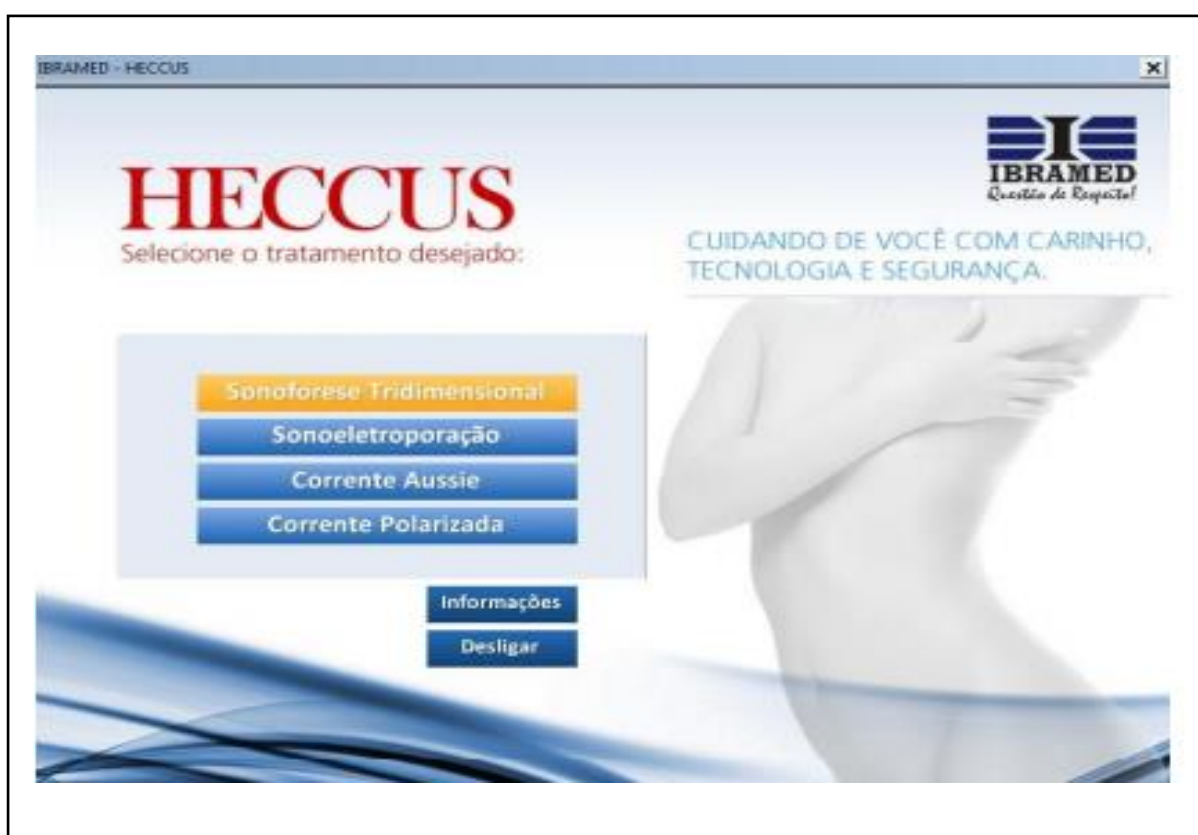 IBRAMED - HECCUS
IBRAMED
Questão de Respeito!
HECCUS
Selecione o tratamento desejado:
CUIDANDO DE VOCÊ COM CARINHO,
TECNOLOGIA E SEGURANÇA.
Sonoforese Tridimensional
Sonoeletroporação
Corrente Aussie
Corrente Polarizada
Informações
Desligar